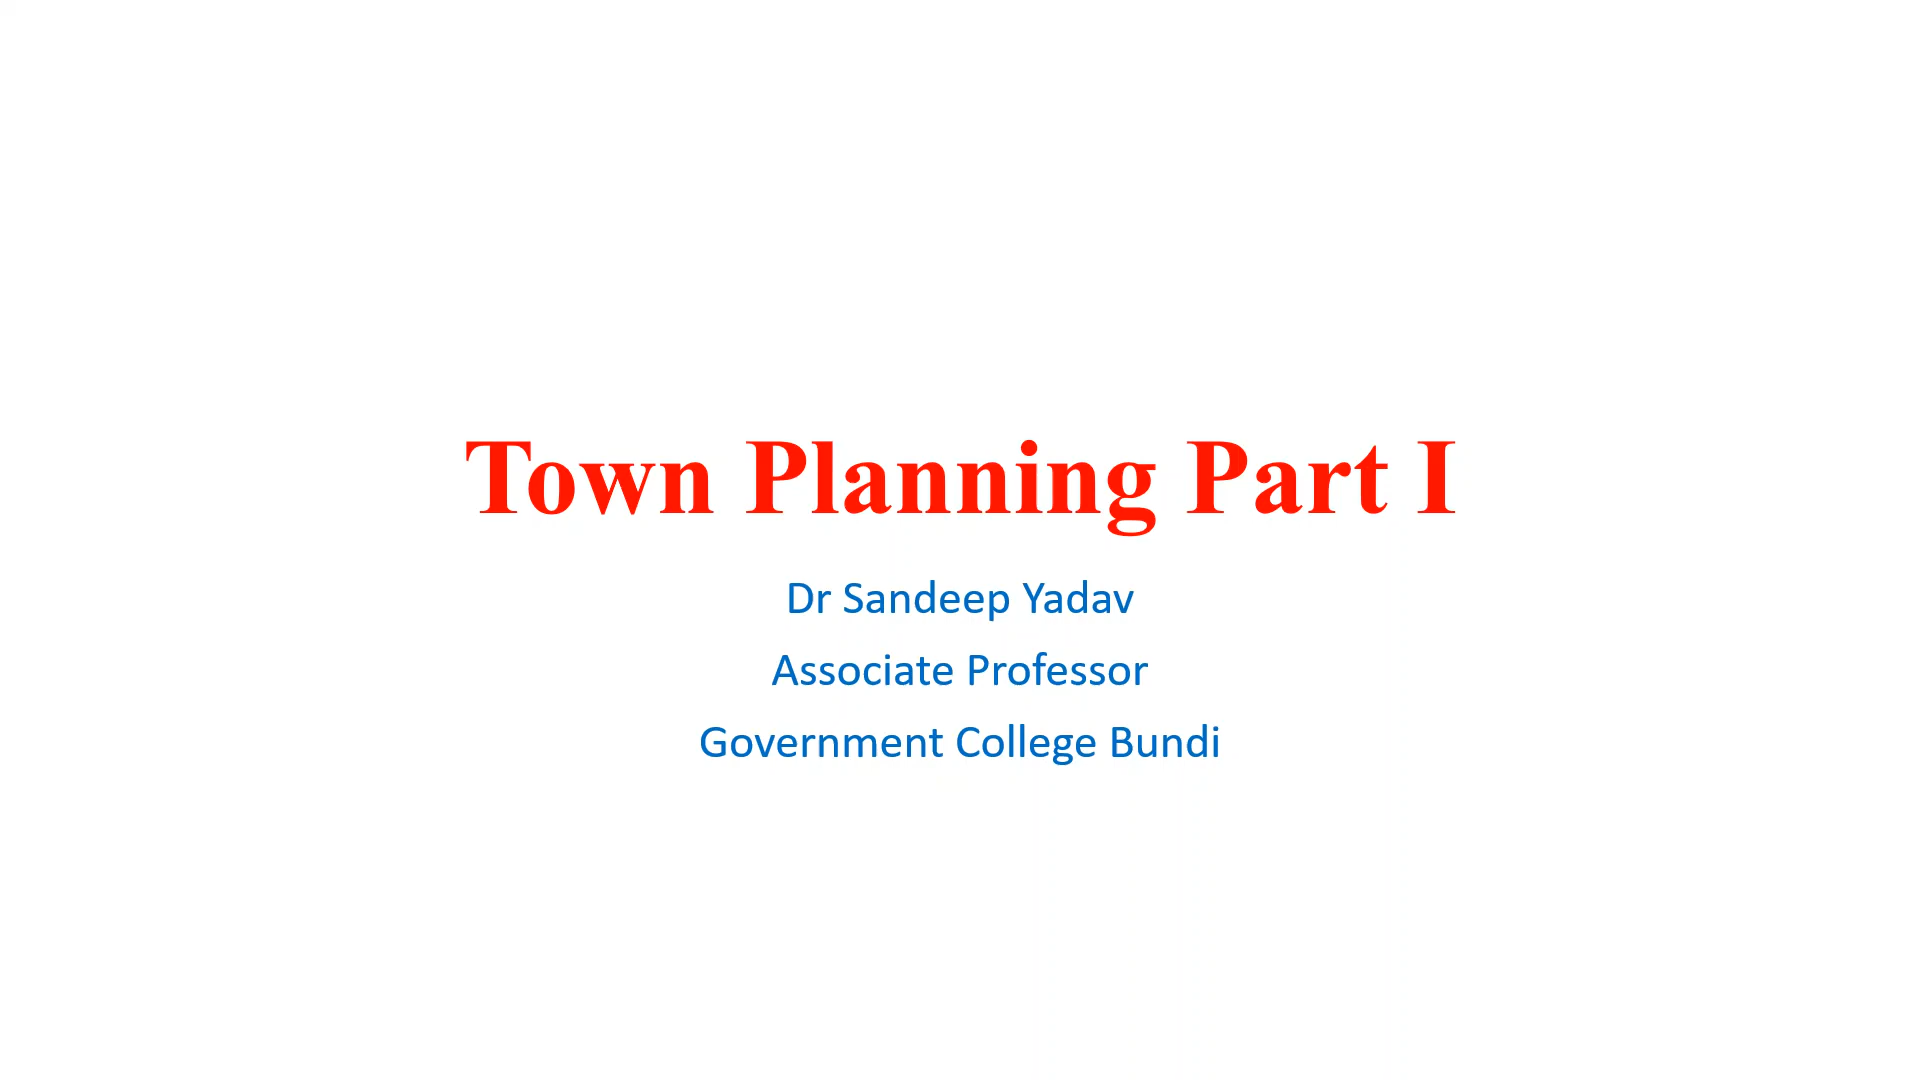 Town Planning Part I
Dr Sandeep Yadav
Associate Professor
Government College Bundi